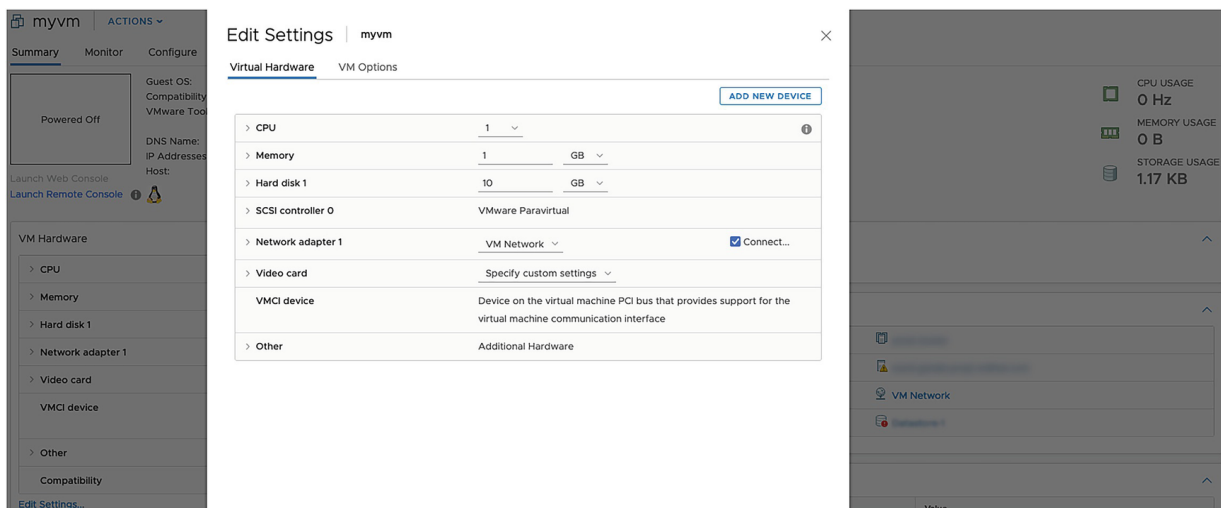 myvm ACTIONS
Summary Monitor Configure
Powered Off
Guest OS:
Compatibility
VMware Tool
DNS Name:
IP Addresses
Host:
Launch Web Console
Launch Remote Console
CPU USAGE
0 Hz
MEMORY USAGE
0 B
STORAGE USAGE
1.17 KB
VM Hardware
CPU
Memory
Hard disk 1
Network adapter 1
Video card
VMCI device
Other
Compatibility
Edit Settings...
Edit Settings myvm
Virtual Hardware VM Options
ADD NEW DEVICE
CPU 1
Memory 1 GB
Hard disk 1 10 GB
SCSI controller 0 VMware Paravirtual
Network adapter 1 VM Network Connect...
Video card Specify custom settings
VMCI device Device on the virtual machine PCI bus that provides support for the
virtual machine communication interface
Other Additional Hardware
VM Network
Value